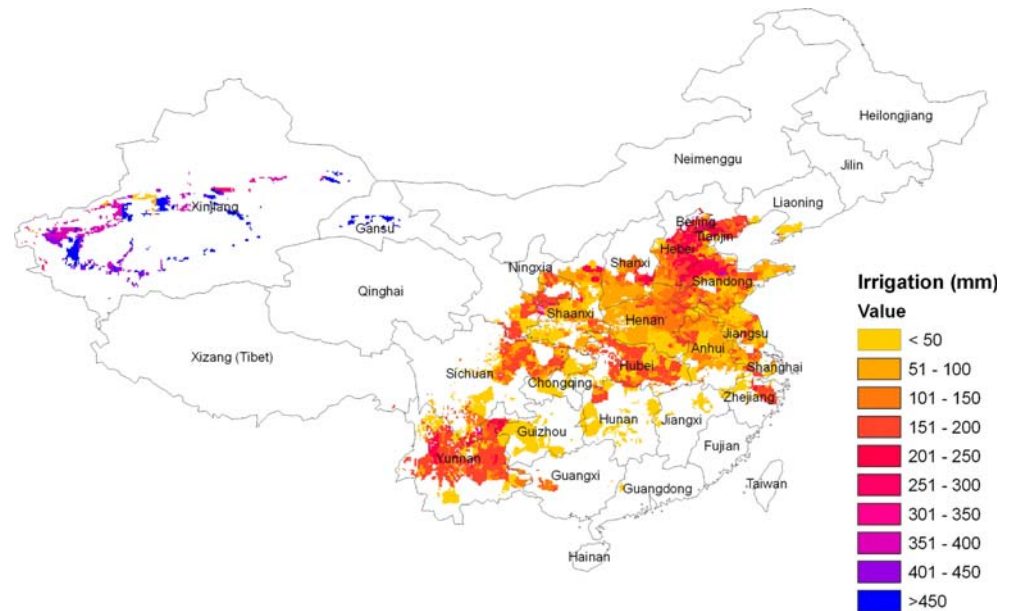 Heilongjiang
Jilin
Neimenggu
Liaoning
Xinjiang
Beijing
Gansu
Tianjin
Hebei
Shanxi
Ningxia
Qinghai
Shandong
Shaanxi
Henan
Jiangsu
Xizang (Tibet)
Anhui
Hubei
Shanghai
Sichuan
Chongqing
Zhejiang
Hunan
Jiangxi
Guizhou
Fujian
Yunnan
Guangxi
Guangdong
Taiwan
Hainan
Irrigation (mm)
Value
< 50
51 - 100
101 - 150
151 - 200
201 - 250
251 - 300
301 - 350
351 - 400
401 - 450
>450